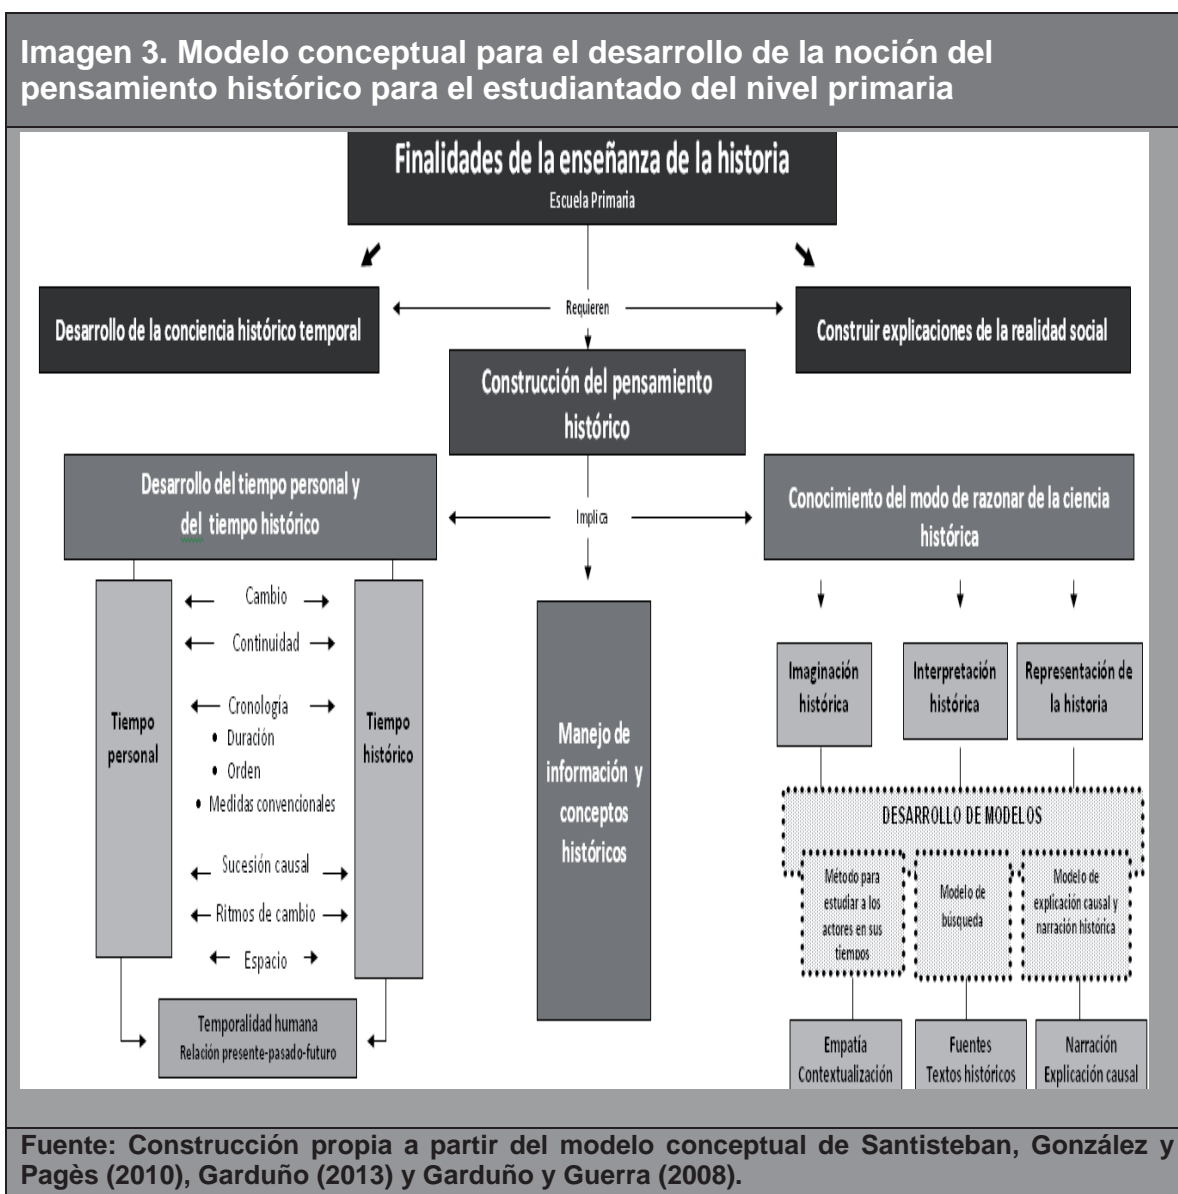 Imagen 3. Modelo conceptual para el desarrollo de la noción del
pensamiento histórico para el estudiantado del nivel primaria
Finalidades de la enseñanza de la historia
Escuela Primaria
Desarrollo de la conciencia histórico temporal
Requieren
Construir explicaciones de la realidad social
Construcción del pensamiento
histórico
Desarrollo del tiempo personal y
del tiempo histórico
Implica
Conocimiento del modo de razonar de la ciencia
histórica
Tiempo
personal
Cambio
Continuidad
Cronología
• Duración
• Orden
• Medidas convencionales
Sucesión causal
Ritmos de cambio
Espacio
Tiempo
histórico
Temporalidad humana
Relación presente-pasado-futuro
Manejo de
información y
conceptos
históricos
Imaginación
histórica
Interpretación
histórica
Representación de
la historia
DESARROLLO DE MODELOS
Método para
estudiar a los
actores en sus
tiempos
Modelo de
búsqueda
Modelo de
explicación causal y
narración histórica
Empatía
Contextualización
Fuentes
Textos históricos
Narración
Explicación causal
Fuente: Construcción propia a partir del modelo conceptual de Santisteban, González y
Pagès (2010), Garduño (2013) y Garduño y Guerra (2008).